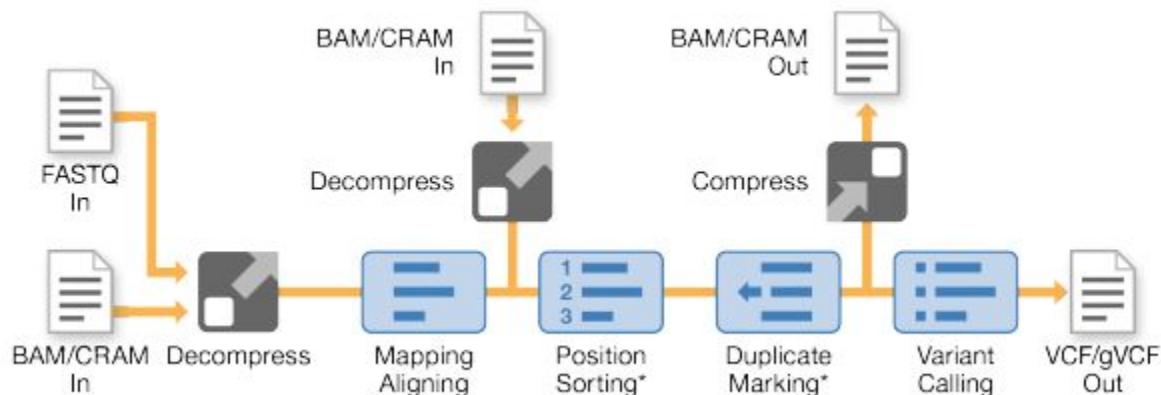 BAM/CRAM
In
BAM/CRAM
Out
FASTQ
In
Decompress
Compress
1
2
3
BAM/CRAM
In
Decompress
Mapping
Aligning
Position
Sorting*
Duplicate
Marking*
Variant
Calling
VCF/gVCF
Out